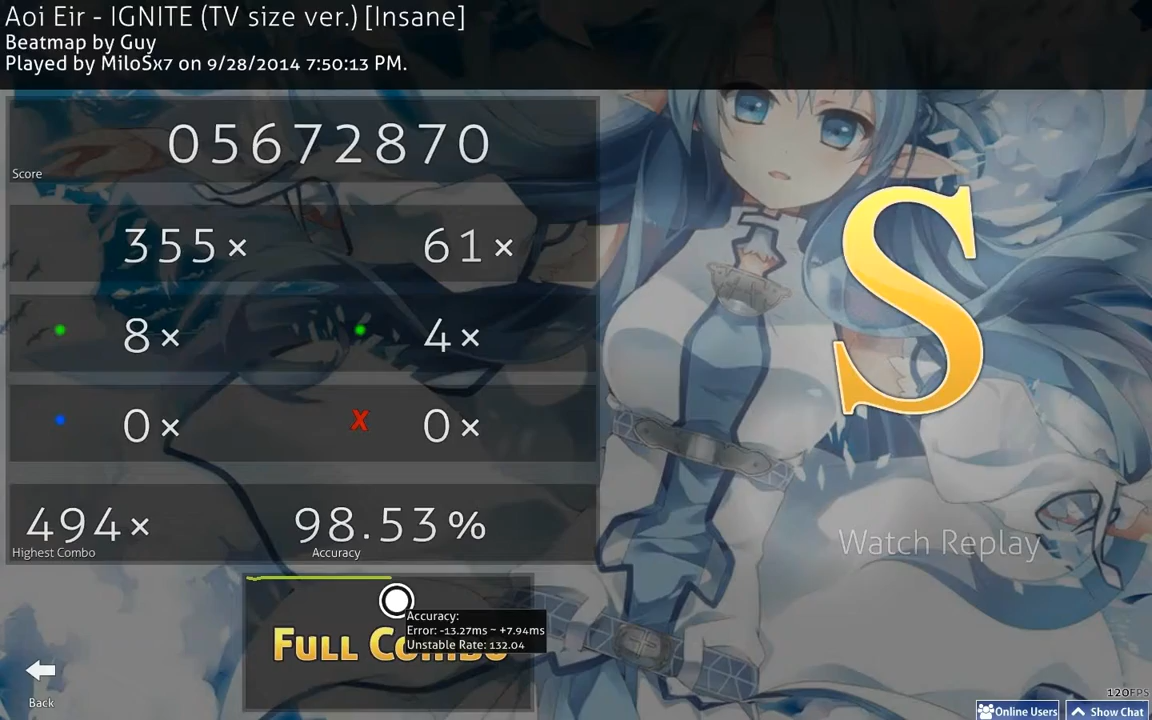 Aoi Eir - IGNITE (TV size ver.) [Insane]
Beatmap by Guy
Played by MiloSx7 on 9/28/2014 7:50:13 PM.
05672870
Score
355× 61×
8× 4×
0× X 0×
494× 98.53%
Highest Combo Accuracy
S
Watch Replay
Accuracy:
Error: -13.27ms ~ +7.94ms
Unstable Rate: 132.04
FULL COMBO
Back
120FPS
Online Users Show Chat